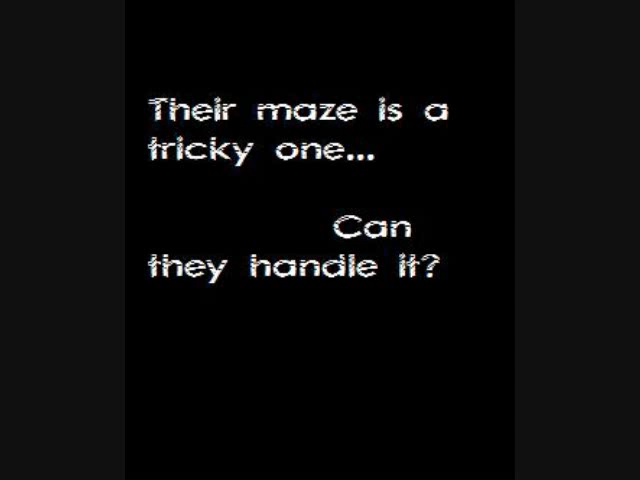 Their maze is a
tricky one...
Can
they handle it?